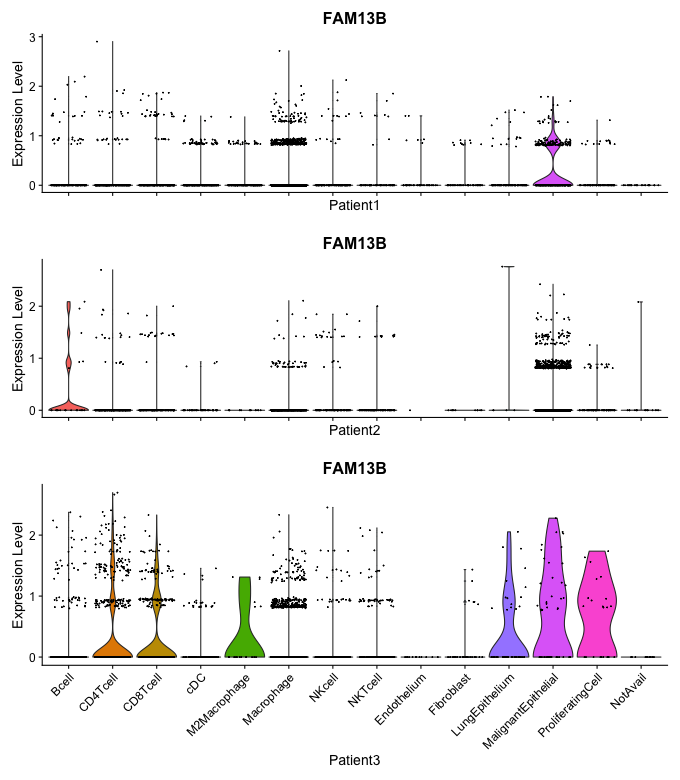 FAM13B
Expression Level
3
2
1
0
Patient1
FAM13B
Expression Level
2
1
0
Patient2
FAM13B
Expression Level
2
1
0
Bcell
CD4Tcell
CD8Tcell
cDC
M2Macrophage
Macrophage
NKcell
NKTcell
Endothelium
Fibroblast
LungEpithelium
MalignantEpithelial
ProliferatingCell
NotAvail
Patient3